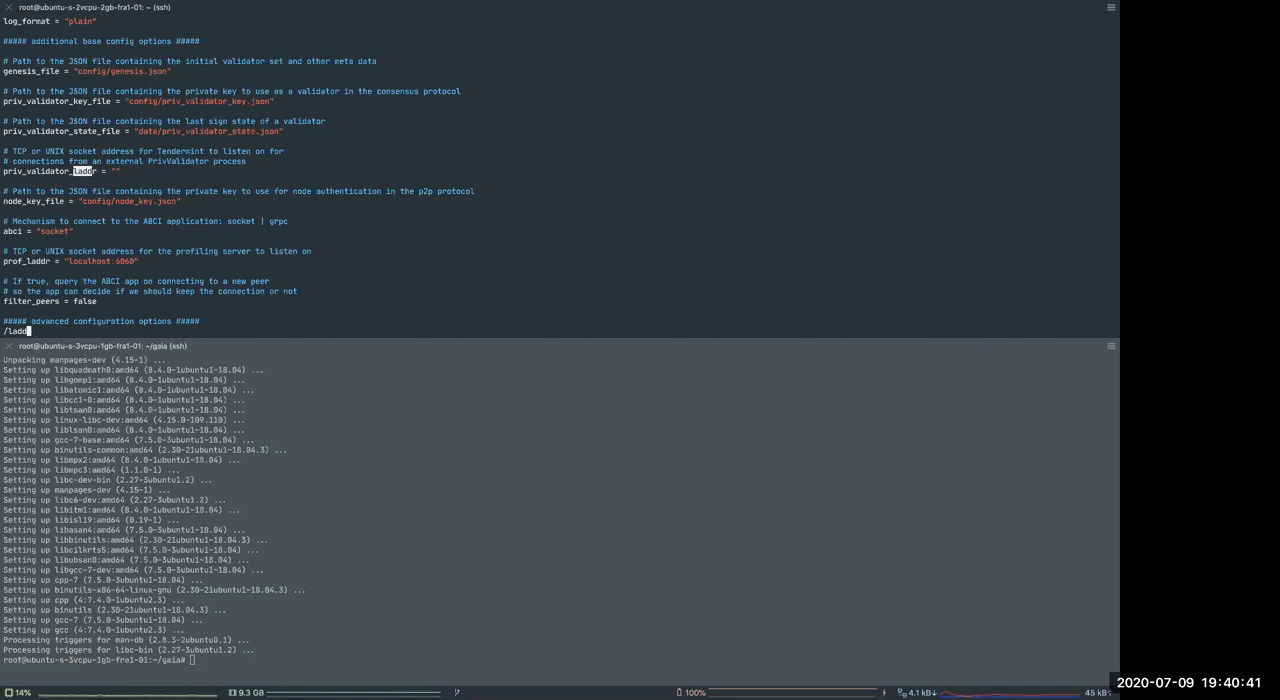 root@ubuntu-s-2vcpu-2gb-fra1-01: ~ (ssh)
log_format = "plain"
##### additional base config options #####
# Path to the JSON file containing the initial validator set and other meta data
genesis_file = "config/genesis.json"
# Path to the JSON file containing the private key to use as a validator in the consensus protocol
priv_validator_key_file = "config/priv_validator_key.json"
# Path to the JSON file containing the last sign state of a validator
priv_validator_state_file = "data/priv_validator_state.json"
# TCP or UNIX socket address for Tendermint to listen on for
# connections from an external PrivValidator process
priv_validator_laddr = ""
# Path to the JSON file containing the private key to use for node authentication in the p2p protocol
node_key_file = "config/node_key.json"
# Mechanism to connect to the ABCI application: socket | grpc
abci = "socket"
# TCP or UNIX socket address for the profiling server to listen on
prof_laddr = "localhost:6060"
# If true, query the ABCI app on connecting to a new peer
# so the app can decide if we should keep the connection or not
filter_peers = false
##### advanced configuration options #####
/ladd
root@ubuntu-s-3vcpu-1gb-fra1-01: ~/gaia (ssh)
Unpacking manpages-dev (4.15-1) ...
Setting up libquadmath0:amd64 (8.4.0-1ubuntu1~18.04) ...
Setting up libgomp1:amd64 (8.4.0-1ubuntu1~18.04) ...
Setting up libatomic1:amd64 (8.4.0-1ubuntu1~18.04) ...
Setting up libcc1-0:amd64 (8.4.0-1ubuntu1~18.04) ...
Setting up libtsan0:amd64 (8.4.0-1ubuntu1~18.04) ...
Setting up linux-libc-dev:amd64 (4.15.0-109.110) ...
Setting up liblsan0:amd64 (8.4.0-1ubuntu1~18.04) ...
Setting up gcc-7-base:amd64 (7.5.0-3ubuntu1~18.04) ...
Setting up binutils-common:amd64 (2.30-21ubuntu1~18.04.3) ...
Setting up libmpx2:amd64 (8.4.0-1ubuntu1~18.04) ...
Setting up libmpc3:amd64 (1.1.0-1) ...
Setting up libc-dev-bin (2.27-3ubuntu1.2) ...
Setting up manpages-dev (4.15-1) ...
Setting up libc6-dev:amd64 (2.27-3ubuntu1.2) ...
Setting up libitm1:amd64 (8.4.0-1ubuntu1~18.04) ...
Setting up libisl19:amd64 (0.19-1) ...
Setting up libasan4:amd64 (7.5.0-3ubuntu1~18.04) ...
Setting up libbinutils:amd64 (2.30-21ubuntu1~18.04.3) ...
Setting up libcilkrts5:amd64 (7.5.0-3ubuntu1~18.04) ...
Setting up libubsan0:amd64 (7.5.0-3ubuntu1~18.04) ...
Setting up libgcc-7-dev:amd64 (7.5.0-3ubuntu1~18.04) ...
Setting up cpp-7 (7.5.0-3ubuntu1~18.04) ...
Setting up binutils-x86-64-linux-gnu (2.30-21ubuntu1~18.04.3) ...
Setting up cpp (4:7.4.0-1ubuntu2.3) ...
Setting up binutils (2.30-21ubuntu1~18.04.3) ...
Setting up gcc-7 (7.5.0-3ubuntu1~18.04) ...
Setting up gcc (4:7.4.0-1ubuntu2.3) ...
Processing triggers for man-db (2.8.3-2ubuntu0.1) ...
Processing triggers for libc-bin (2.27-3ubuntu1.2) ...
root@ubuntu-s-3vcpu-1gb-fra1-01:~/gaia#
14% 9.3 GB 100% 4.1 kB↓ 45 kB↑
2020-07-09 19:40:41